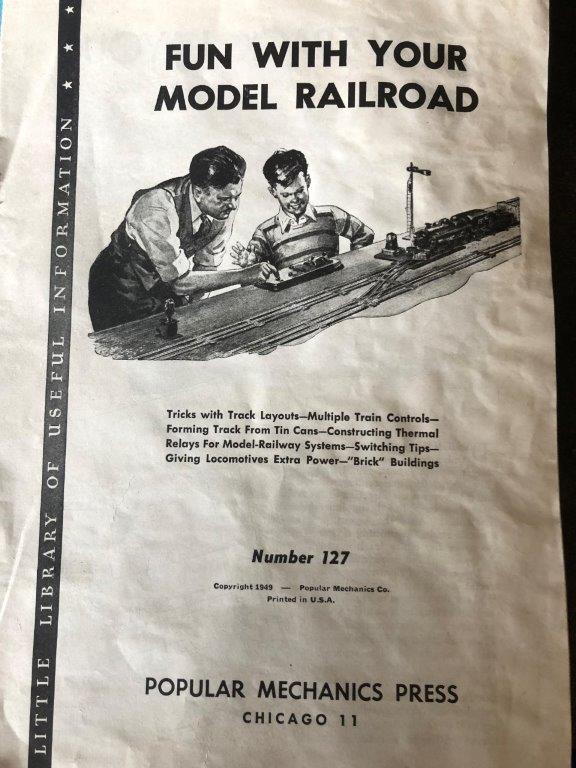 FUN WITH YOUR
MODEL RAILROAD
Tricks with Track Layouts—Multiple Train Controls—
Forming Track From Tin Cans—Constructing Thermal
Relays For Model-Railway Systems—Switching Tips—
Giving Locomotives Extra Power—"Brick" Buildings
Number 127
Copyright 1949 — Popular Mechanics Co.
Printed in U.S.A.
POPULAR MECHANICS PRESS
CHICAGO 11
LITTLE LIBRARY OF USEFUL INFORMATION ★ ★ ★